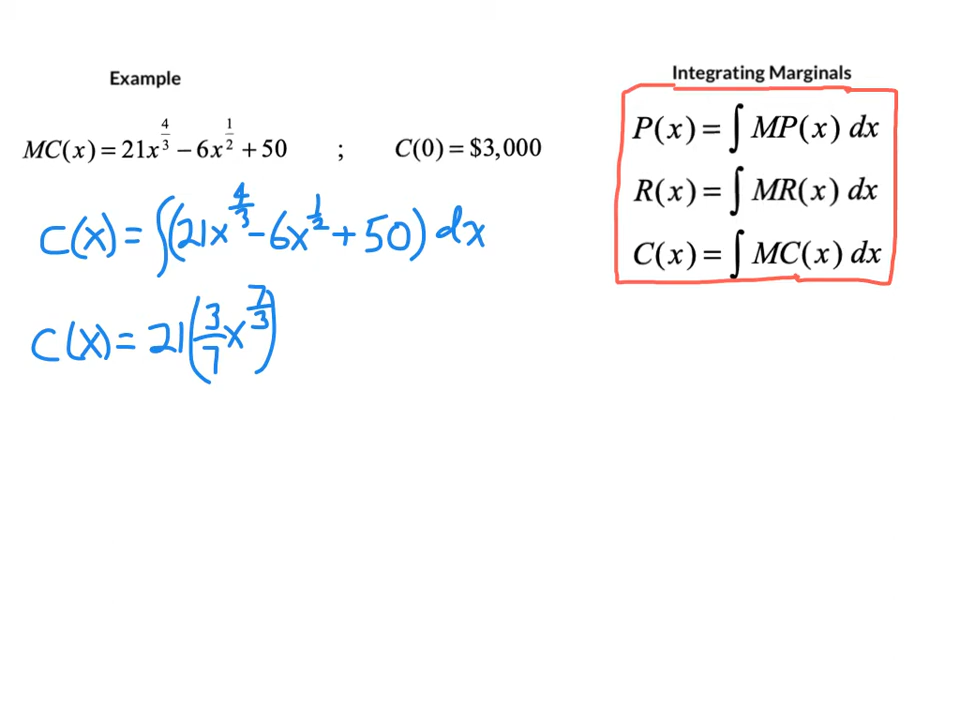 Example
MC(x) = 21x^{4/3} − 6x^{1/2} + 50 ; C(0) = $3,000
C(x) = ∫(21x^{4/3} − 6x^{1/2} + 50) dx
C(x) = 21(3/7 x^{7/3})
Integrating Marginals
P(x) = ∫ MP(x) dx
R(x) = ∫ MR(x) dx
C(x) = ∫ MC(x) dx